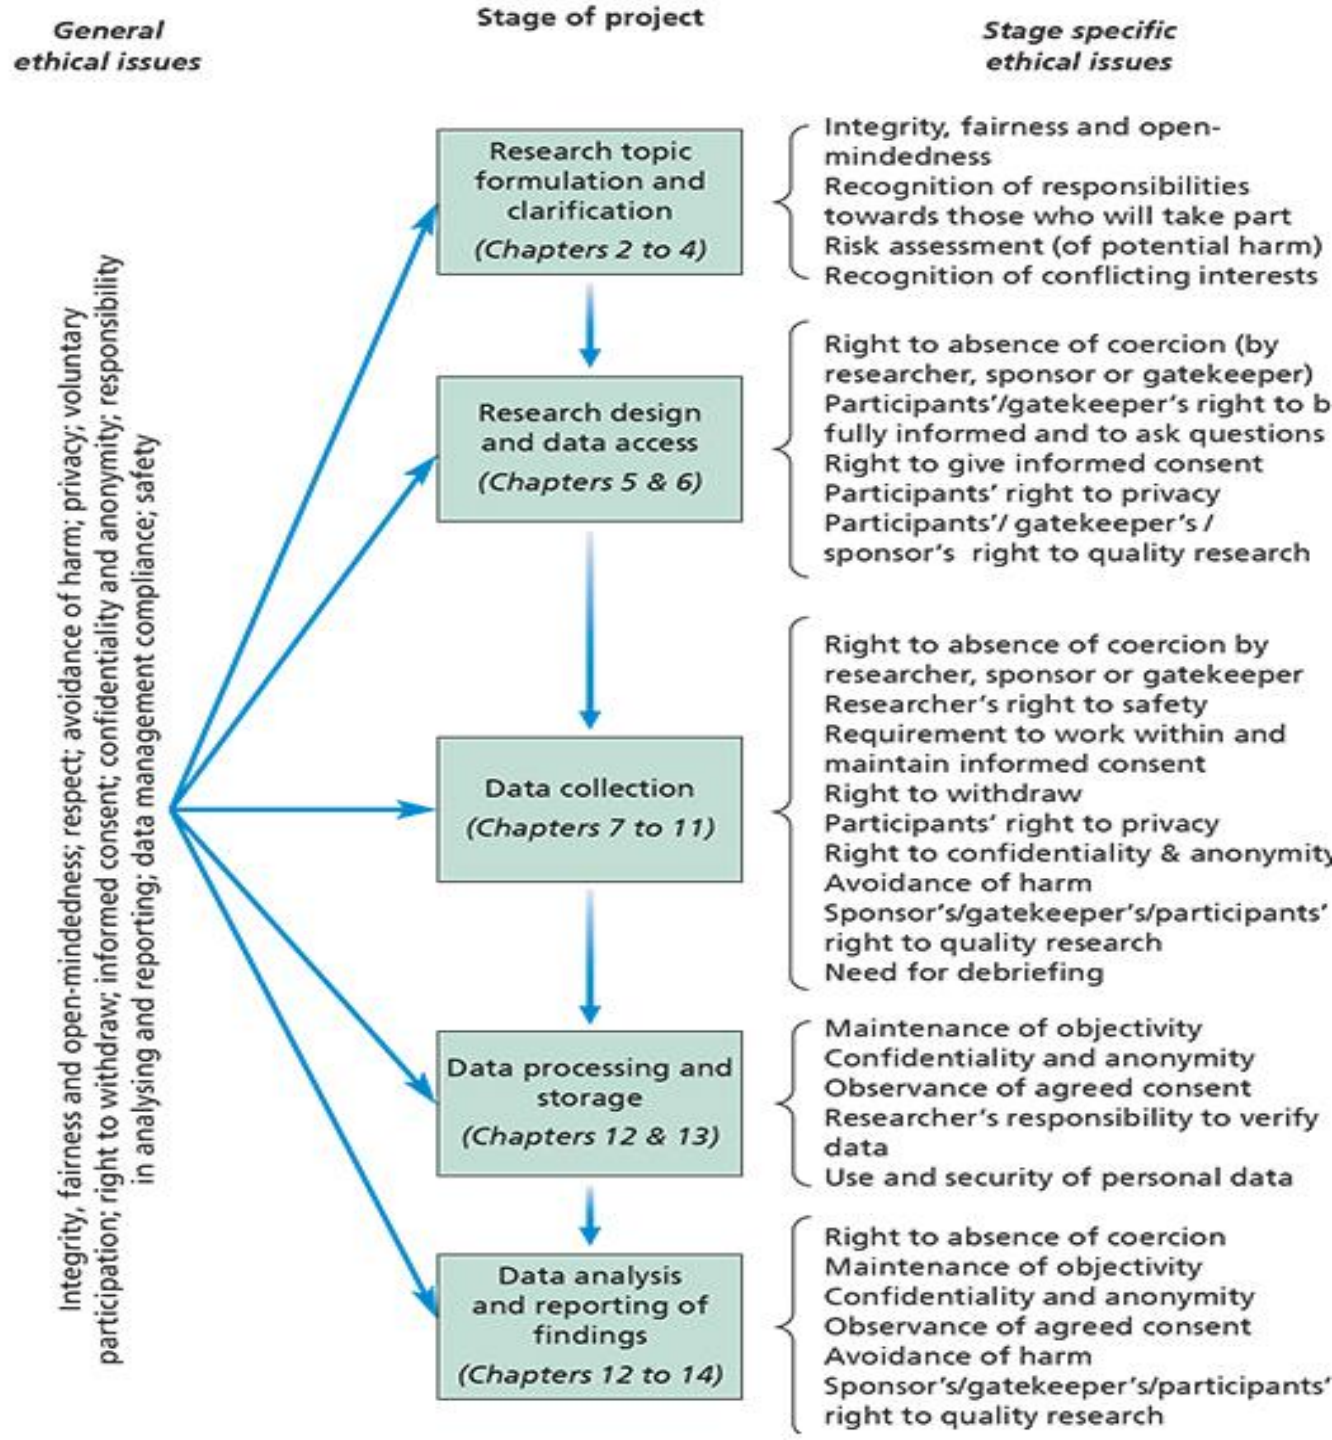 General
ethical issues
Stage of project
Stage specific
ethical issues
Integrity, fairness and open-mindedness; respect; avoidance of harm; privacy; voluntary
participation; right to withdraw; informed consent; confidentiality and anonymity; responsibility
in analysing and reporting; data management compliance; safety
Research topic
formulation and
clarification
(Chapters 2 to 4)
Integrity, fairness and open-
mindedness
Recognition of responsibilities
towards those who will take part
Risk assessment (of potential harm)
Recognition of conflicting interests
Research design
and data access
(Chapters 5 & 6)
Right to absence of coercion (by
researcher, sponsor or gatekeeper)
Participants'/gatekeeper's right to b
fully informed and to ask questions
Right to give informed consent
Participants' right to privacy
Participants'/ gatekeeper's /
sponsor's right to quality research
Data collection
(Chapters 7 to 11)
Right to absence of coercion by
researcher, sponsor or gatekeeper
Researcher's right to safety
Requirement to work within and
maintain informed consent
Right to withdraw
Participants' right to privacy
Right to confidentiality & anonymity
Avoidance of harm
Sponsor's/gatekeeper's/participants'
right to quality research
Need for debriefing
Data processing and
storage
(Chapters 12 & 13)
Maintenance of objectivity
Confidentiality and anonymity
Observance of agreed consent
Researcher's responsibility to verify
data
Use and security of personal data
Data analysis
and reporting of
findings
(Chapters 12 to 14)
Right to absence of coercion
Maintenance of objectivity
Confidentiality and anonymity
Observance of agreed consent
Avoidance of harm
Sponsor's/gatekeeper's/participants'
right to quality research